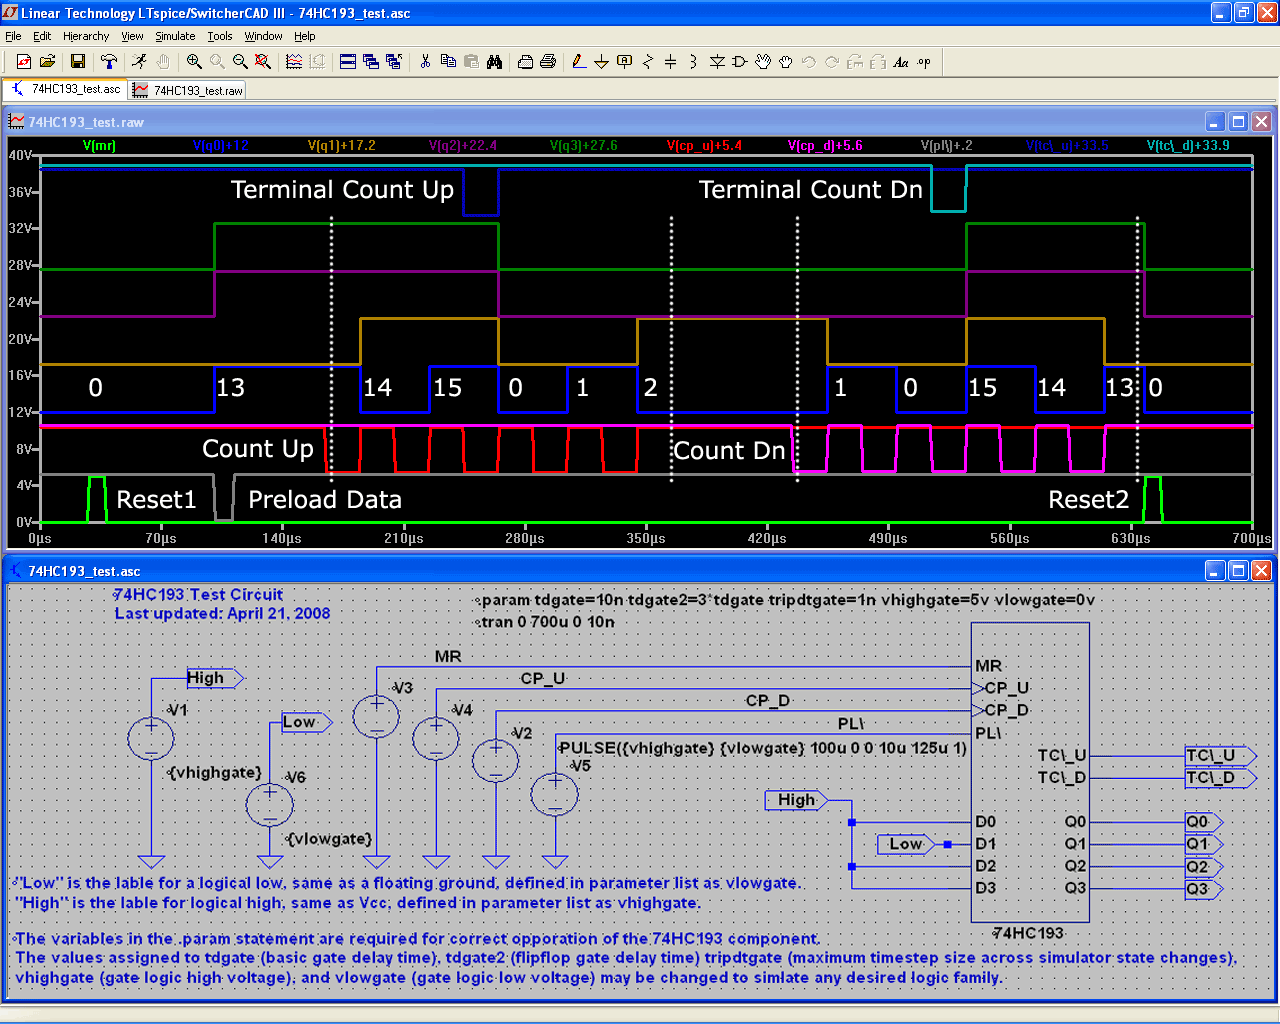 Linear Technology LTspice/SwitcherCAD III - 74HC193_test.asc
File Edit Hierarchy View Simulate Tools Window Help
Aa .op
74HC193_test.asc 74HC193_test.raw
74HC193_test.raw
V(mr) V(q0)+12 V(q1)+17.2 V(q2)+22.4 V(q3)+27.6 V(cp_u)+5.4 V(cp_d)+5.6 V(pl\)+.2 V(tc\_u)+33.5 V(tc\_d)+33.9
40V
36V
Terminal Count Up Terminal Count Dn
32V
28V
24V
20V
16V
0 13 14 15 0 1 2 1 0 15 14 13 0
12V
8V
Count Up Count Dn
4V
Reset1 Preload Data Reset2
0V
0µs 70µs 140µs 210µs 280µs 350µs 420µs 490µs 560µs 630µs 700µs
74HC193_test.asc
74HC193 Test Circuit
Last updated: April 21, 2008
.param tdgate=10n tdgate2=3*tdgate tripdtgate=1n vhighgate=5v vlowgate=0v
.tran 0 700u 0 10n
MR
CP_U
CP_D
PL\
High
V1
{vhighgate}
Low
V6
{vlowgate}
V3
V4
V2
PULSE({vhighgate} {vlowgate} 100u 0 0 10u 125u 1)
V5
High
Low
MR
CP_U
CP_D
PL\
TC\_U TC\_U
TC\_D TC\_D
D0 Q0 Q0
D1 Q1 Q1
D2 Q2 Q2
D3 Q3 Q3
74HC193
"Low" is the lable for a logical low, same as a floating ground, defined in parameter list as vlowgate.
"High" is the lable for logical high, same as Vcc, defined in parameter list as vhighgate.
The variables in the .param statement are required for correct opporation of the 74HC193 component.
The values assigned to tdgate (basic gate delay time), tdgate2 (flipflop gate delay time) tripdtgate (maximum timestep size across simulator state changes),
vhighgate (gate logic high voltage), and vlowgate (gate logic low voltage) may be changed to simlate any desired logic family.